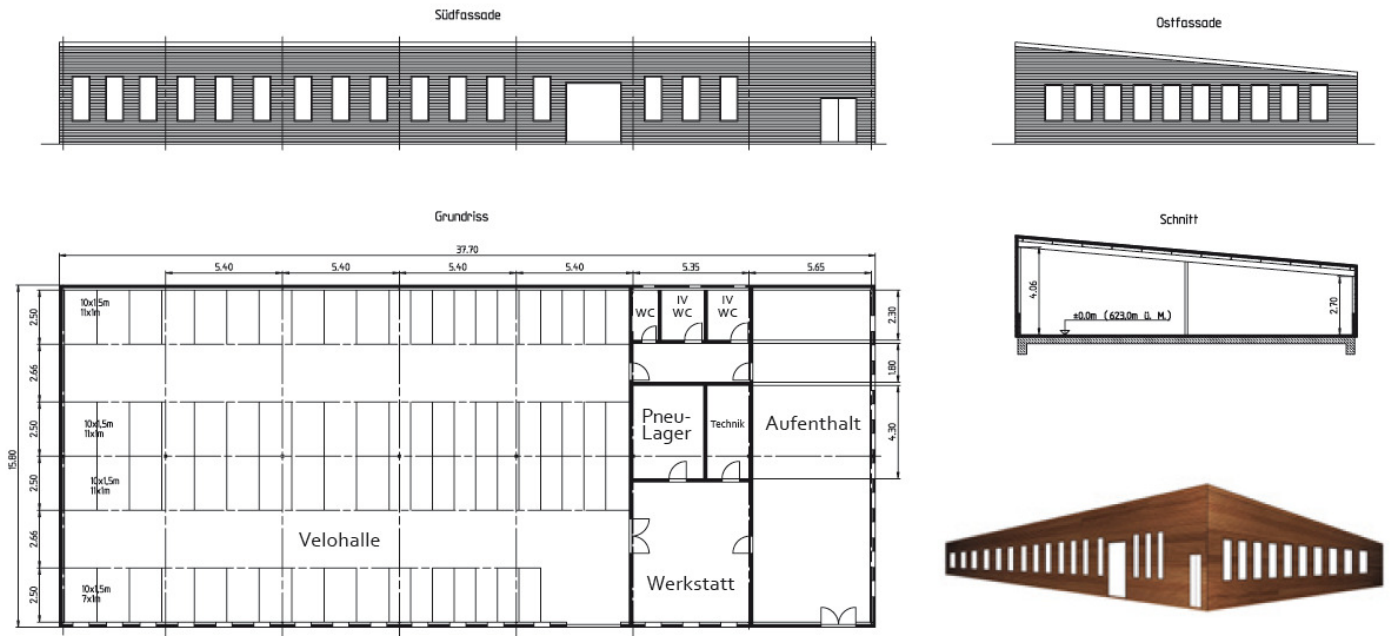 Südfassade
Ostfassade
Grundriss
37.70
5.40
5.40
5.40
5.40
5.35
5.65
15.80
2.50
2.66
2.50
2.50
2.66
2.50
10x1,5m
11x1m
10x1,5m
11x1m
10x1,5m
11x1m
10x1,5m
7x1m
Velohalle
WC
IV
WC
IV
WC
Pneu-
Lager
Technik
Aufenthalt
Werkstatt
2.30
1.80
4.30
Schnitt
4.06
±0.0m (623.0m Ü. M.)
2.70